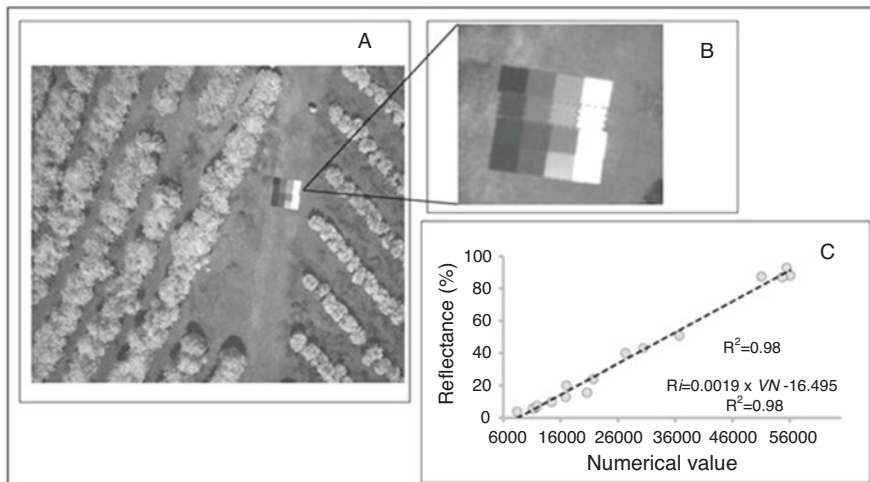 A
B
C
Reflectance (%)
100
80
60
40
20
0
R²=0.98
Ri=0.0019 x VN -16.495
R²=0.98
6000 16000 26000 36000 46000 56000
Numerical value